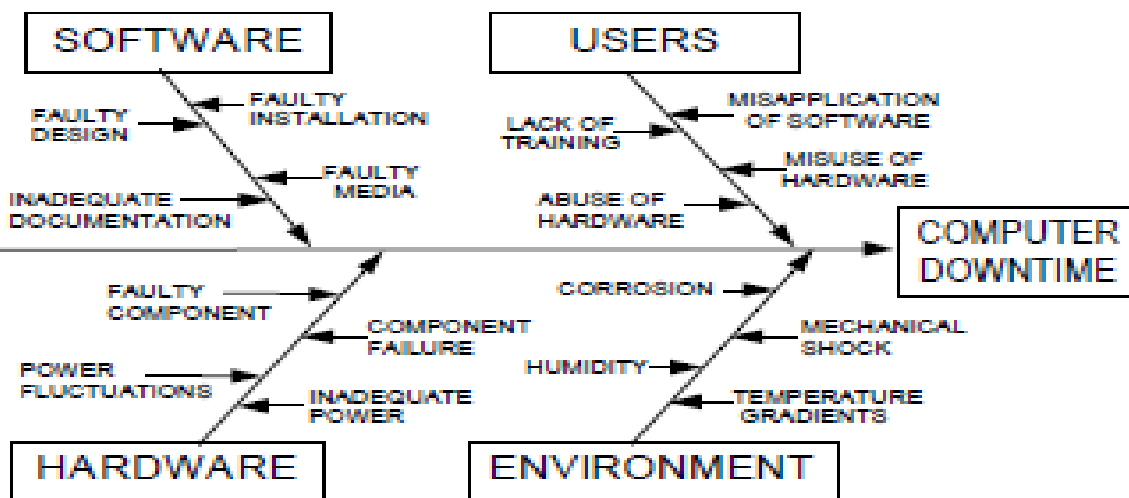 SOFTWARE
FAULTY
INSTALLATION
FAULTY
DESIGN
FAULTY
MEDIA
INADEQUATE
DOCUMENTATION
USERS
MISAPPLICATION
OF SOFTWARE
LACK OF
TRAINING
MISUSE OF
HARDWARE
ABUSE OF
HARDWARE
COMPUTER
DOWNTIME
FAULTY
COMPONENT
COMPONENT
FAILURE
POWER
FLUCTUATIONS
INADEQUATE
POWER
HARDWARE
CORROSION
MECHANICAL
SHOCK
HUMIDITY
TEMPERATURE
GRADIENTS
ENVIRONMENT